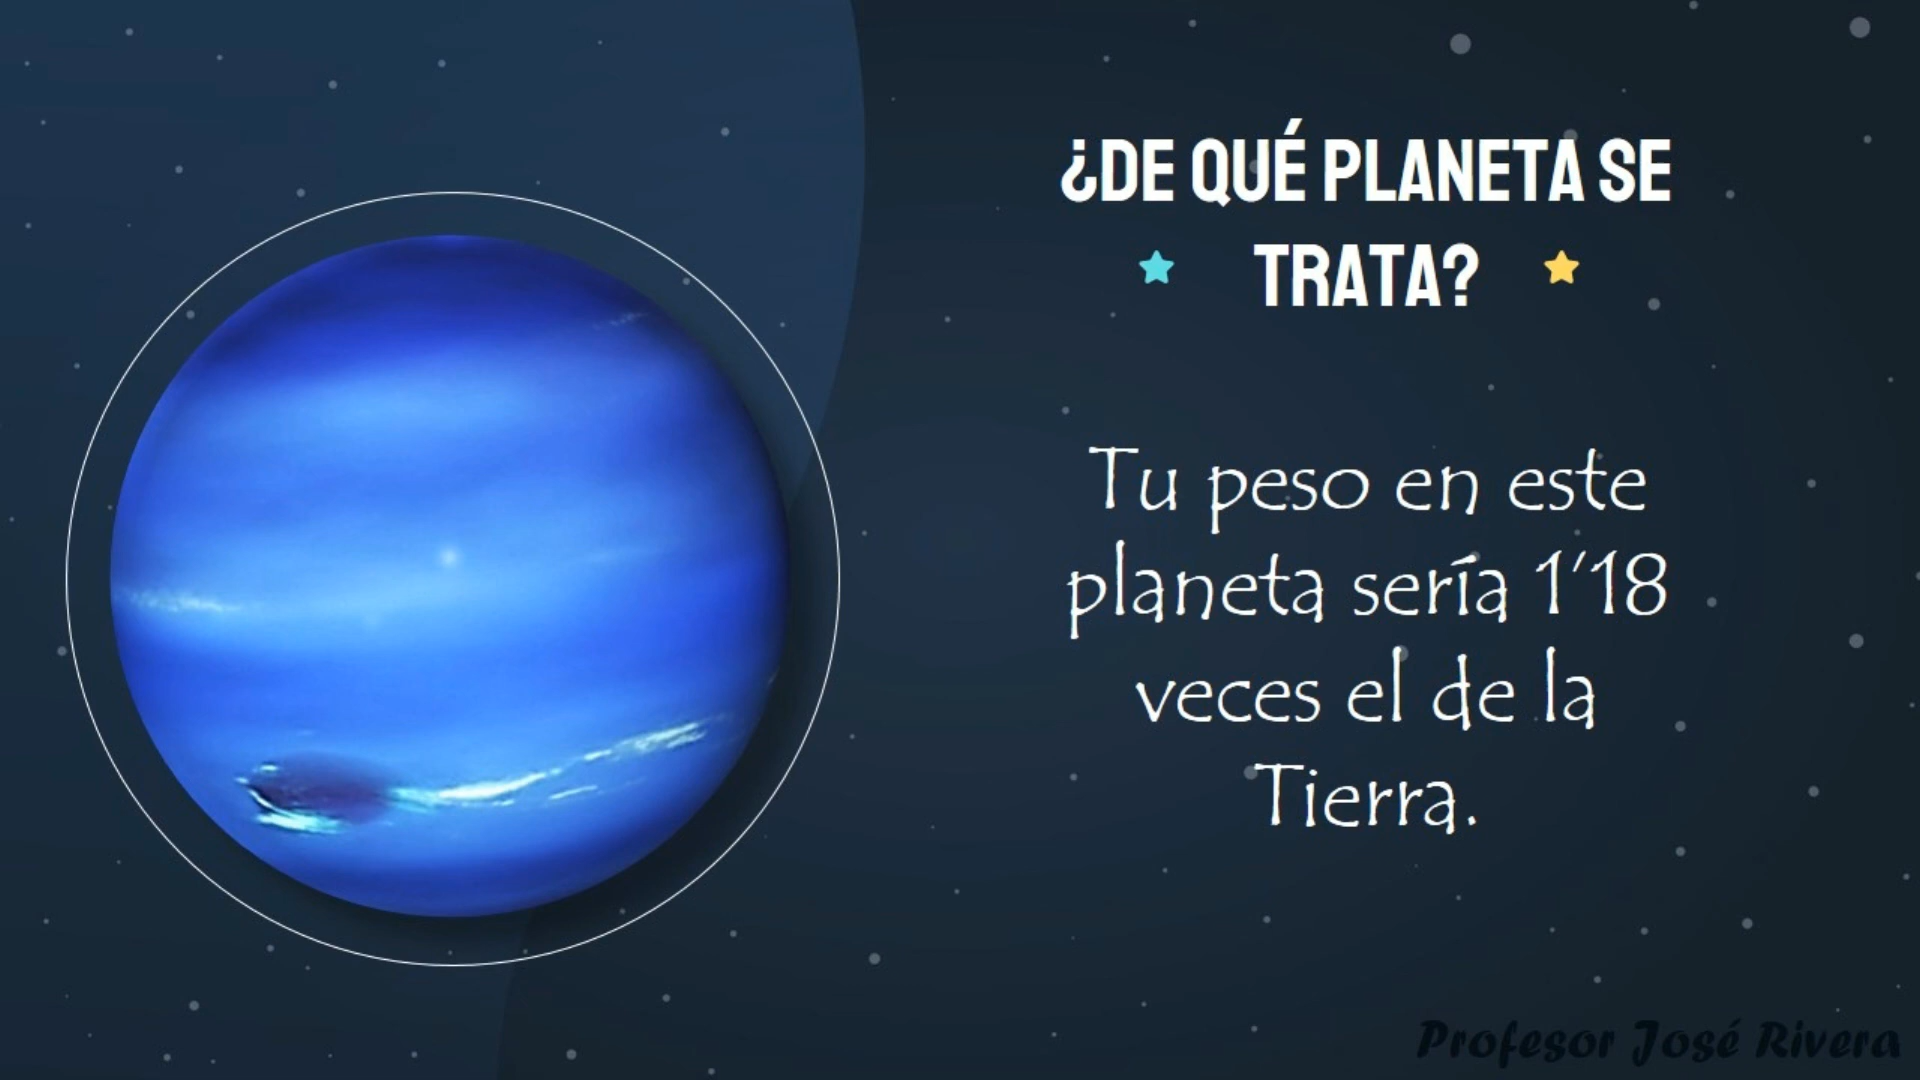 ¿DE QUÉ PLANETA SE
TRATA?
Tu peso en este
planeta sería 1'18
veces el de la
Tierra.
Profesor José Rivera